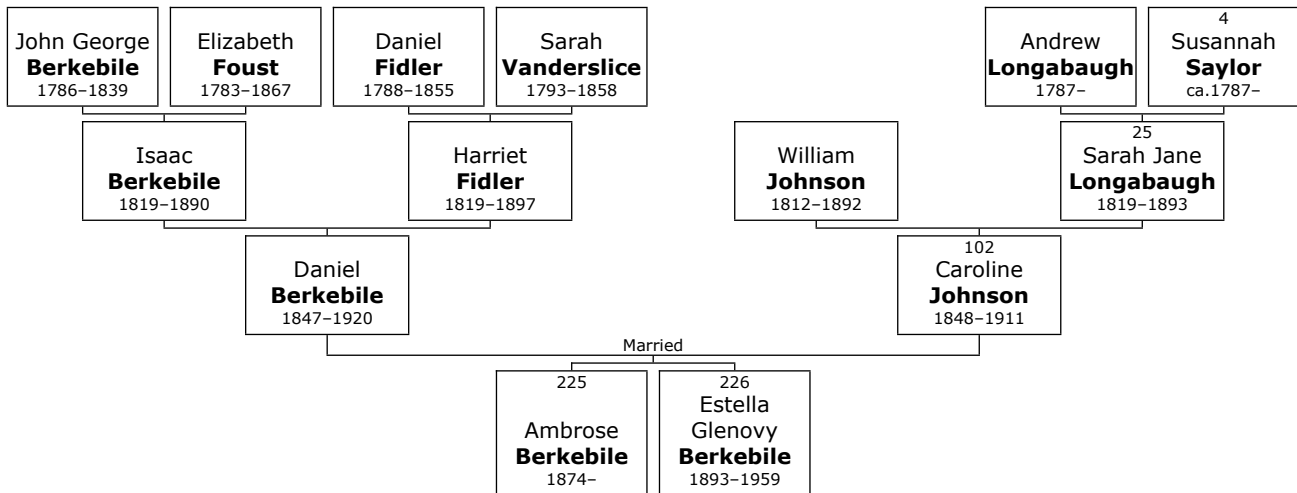 John George
Berkebile
1786–1839
Elizabeth
Foust
1783–1867
Daniel
Fidler
1788–1855
Sarah
Vanderslice
1793–1858
Andrew
Longabaugh
1787–
4
Susannah
Saylor
ca.1787–
Isaac
Berkebile
1819–1890
Harriet
Fidler
1819–1897
William
Johnson
1812–1892
25
Sarah Jane
Longabaugh
1819–1893
Daniel
Berkebile
1847–1920
102
Caroline
Johnson
1848–1911
Married
225
Ambrose
Berkebile
1874–
226
Estella
Glenovy
Berkebile
1893–1959